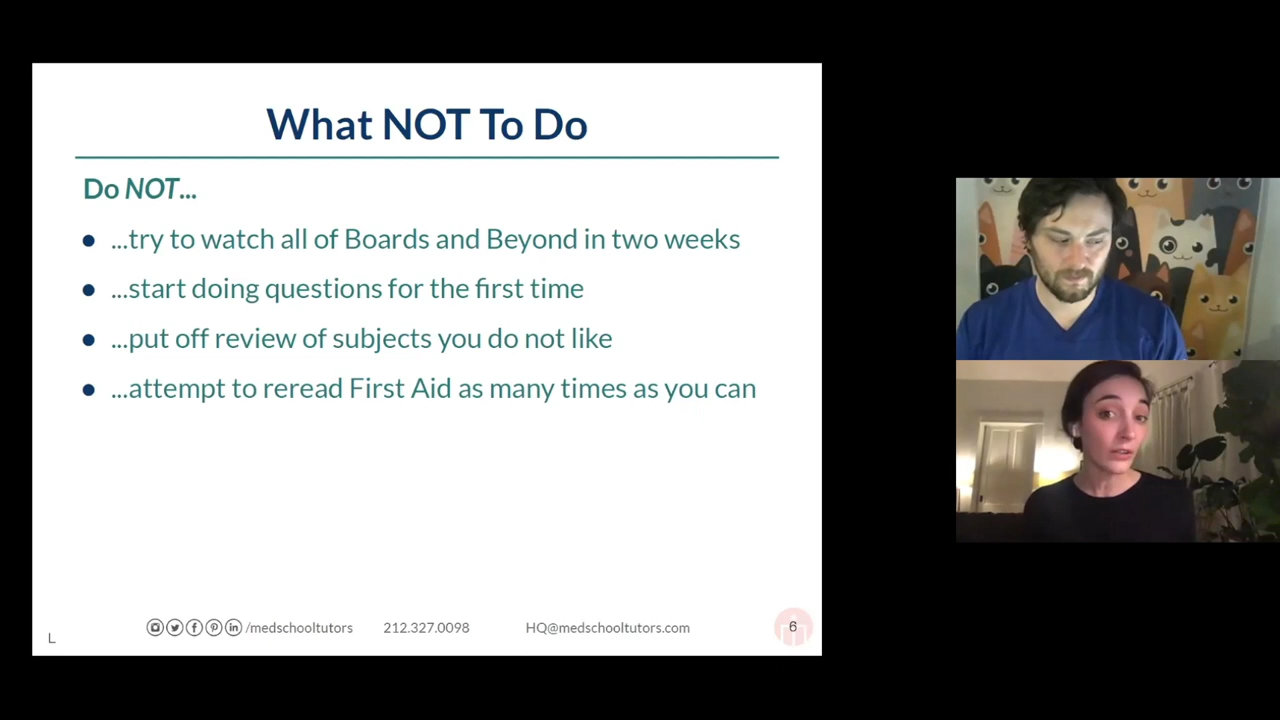 What NOT To Do
Do NOT...
...try to watch all of Boards and Beyond in two weeks
...start doing questions for the first time
...put off review of subjects you do not like
...attempt to reread First Aid as many times as you can
/medschooltutors 212.327.0098 HQ@medschooltutors.com 6
L